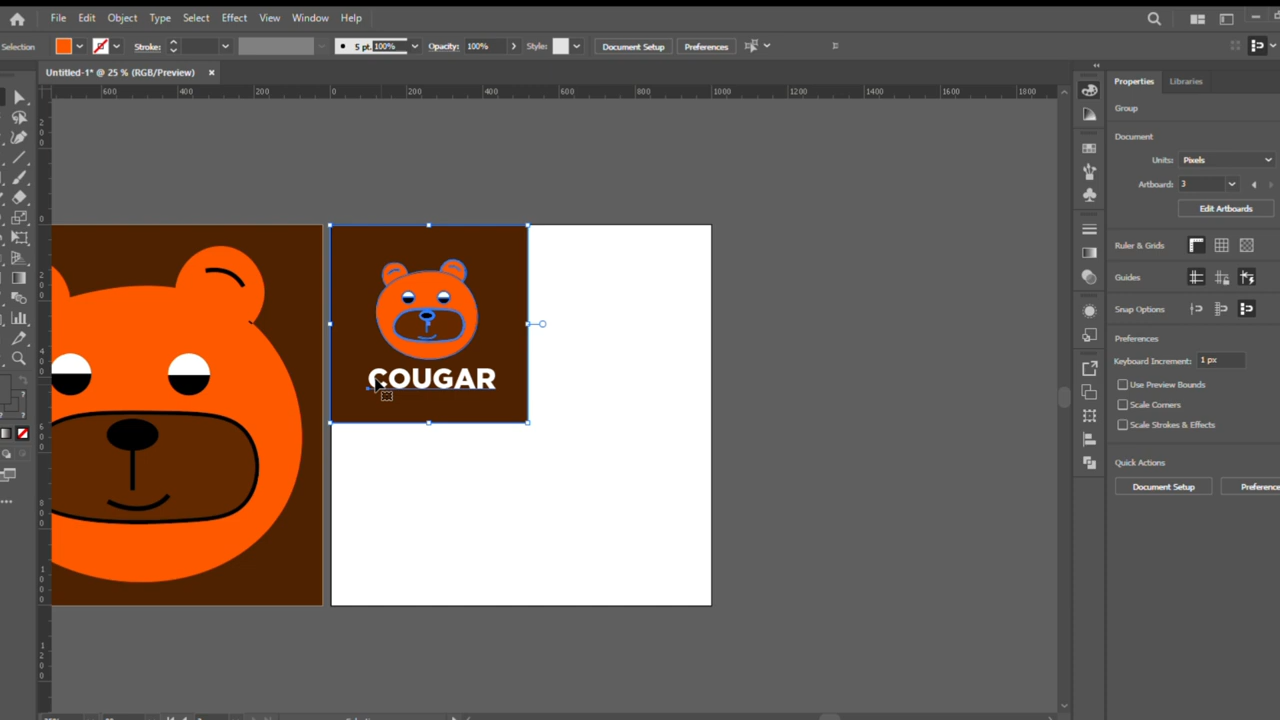 File Edit Object Type Select Effect View Window Help
Selection Stroke: 5 pt. 100% Opacity: 100% Style: Document Setup Preferences
Untitled-1* @ 25 % (RGB/Preview) ×
600 400 200 0 200 400 600 800 1000 1200 1400 1600 1800
Properties Libraries
Group
Document
Units: Pixels
Artboard: 3
Edit Artboards
Ruler & Grids
Guides
Snap Options
Preferences
Keyboard Increment: 1 px
Use Preview Bounds
Scale Corners
Scale Strokes & Effects
Quick Actions
Document Setup Preference
COUGAR